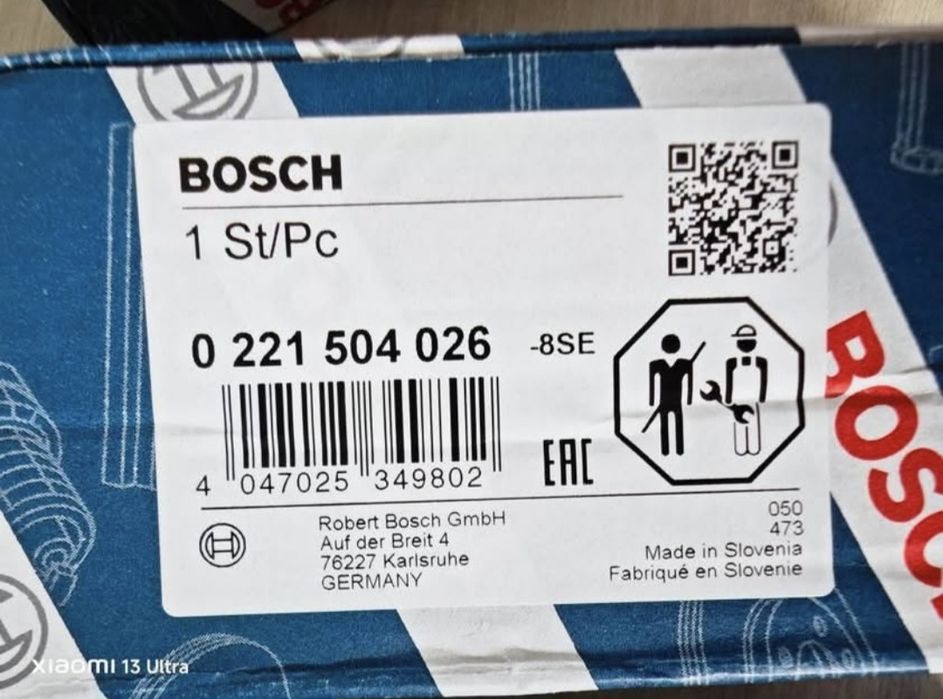 BOSCH
1 St/Pc
0 221 504 026 -8SE
4 047025 349802
EAC
Robert Bosch GmbH
Auf der Breit 4
76227 Karlsruhe
GERMANY
050
473
Made in Slovenia
Fabriqué en Slovenie
BOSCH
XIAOMI 13 Ultra